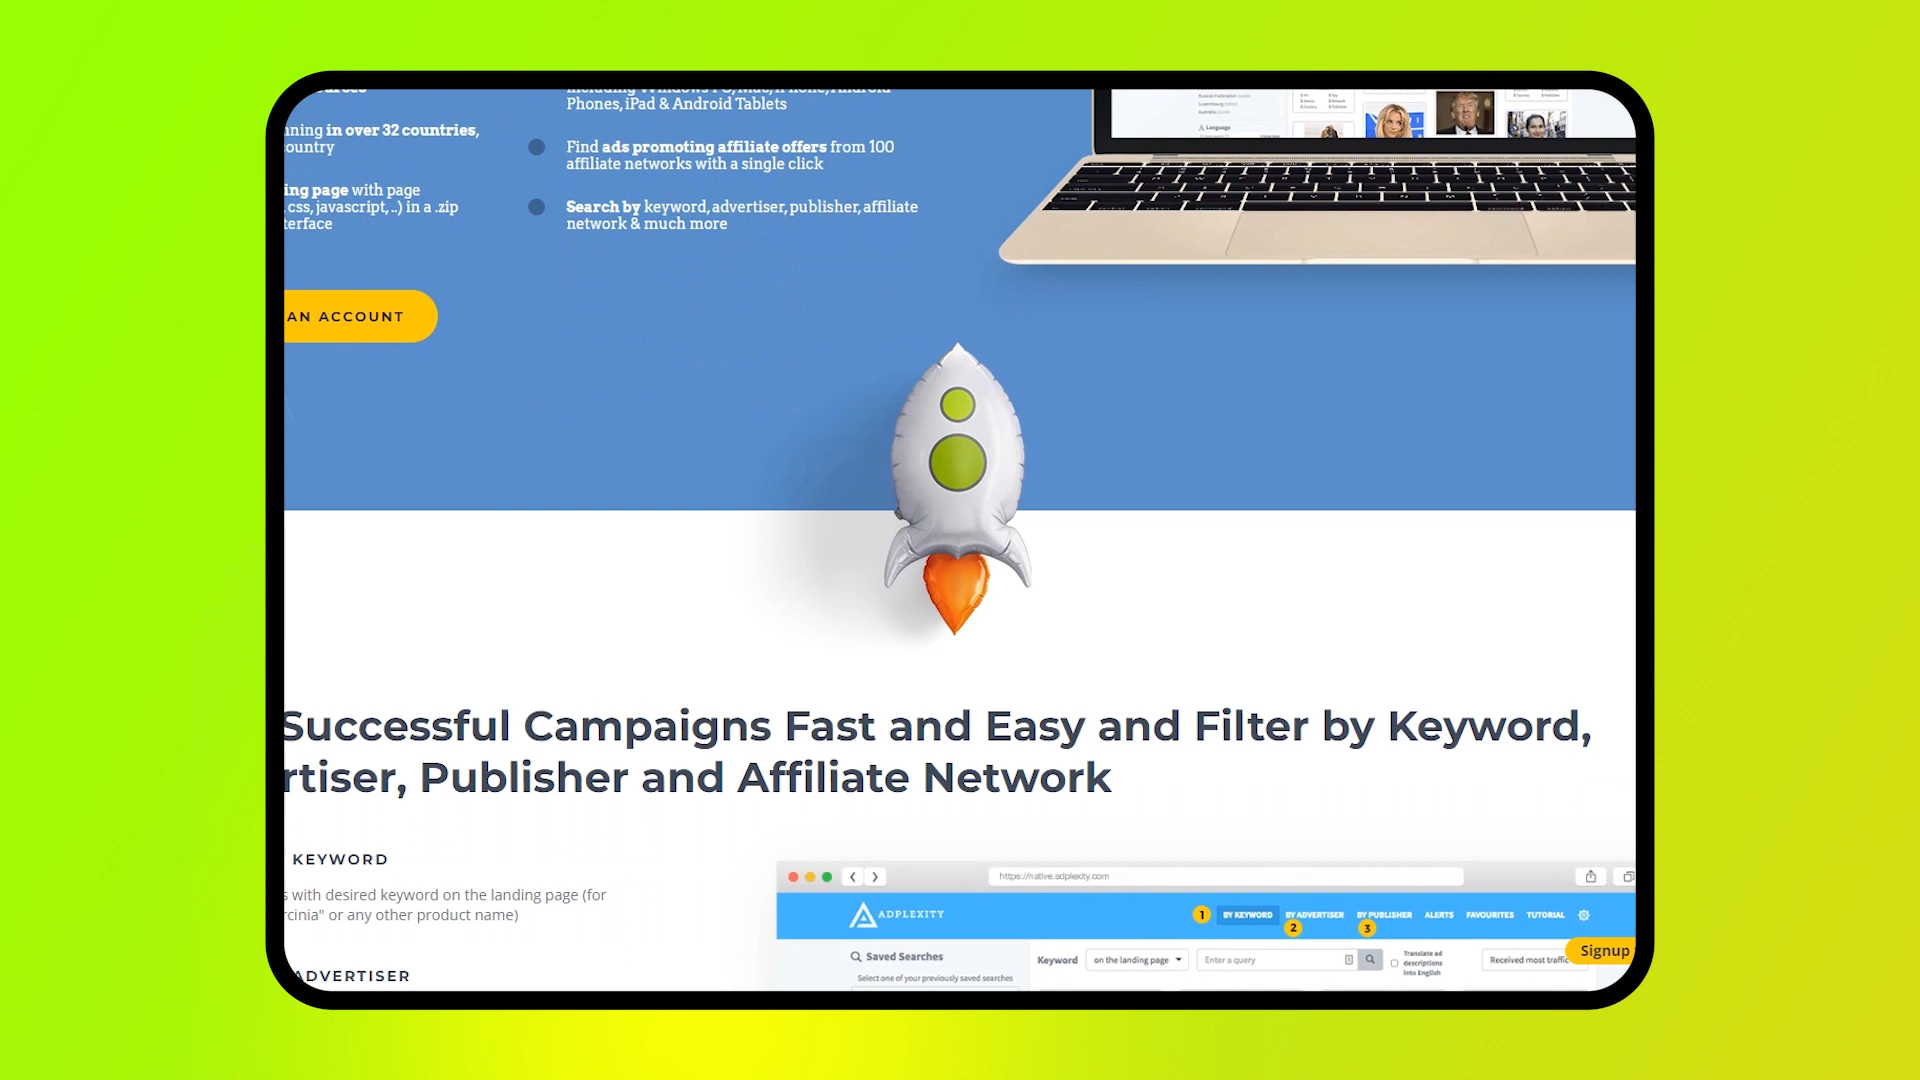 Phones, iPad & Android Tablets
nning in over 32 countries,
country
Find ads promoting affiliate offers from 100
affiliate networks with a single click
ing page with page
css, javascript, ..) in a .zip
terface
Search by keyword, advertiser, publisher, affiliate
network & much more
AN ACCOUNT
Language
Successful Campaigns Fast and Easy and Filter by Keyword,
rtiser, Publisher and Affiliate Network
KEYWORD
s with desired keyword on the landing page (for
rcinia" or any other product name)
ADVERTISER
https://native.adplexity.com
ADPLEXITY
1 BY KEYWORD BY ADVERTISER BY PUBLISHER ALERTS FAVOURITES TUTORIAL
2 3
Saved Searches
Select one of your previously saved searches
Keyword on the landing page Enter a query
Translate ad
descriptions
into English
Received most traffic
Signup